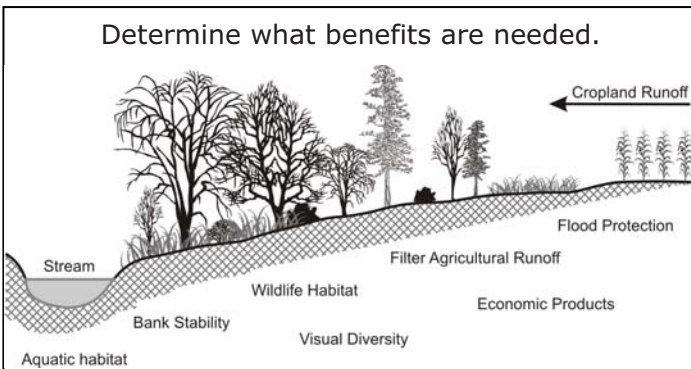 Determine what benefits are needed.
Cropland Runoff
Flood Protection
Stream
Filter Agricultural Runoff
Wildlife Habitat
Economic Products
Bank Stability
Visual Diversity
Aquatic habitat